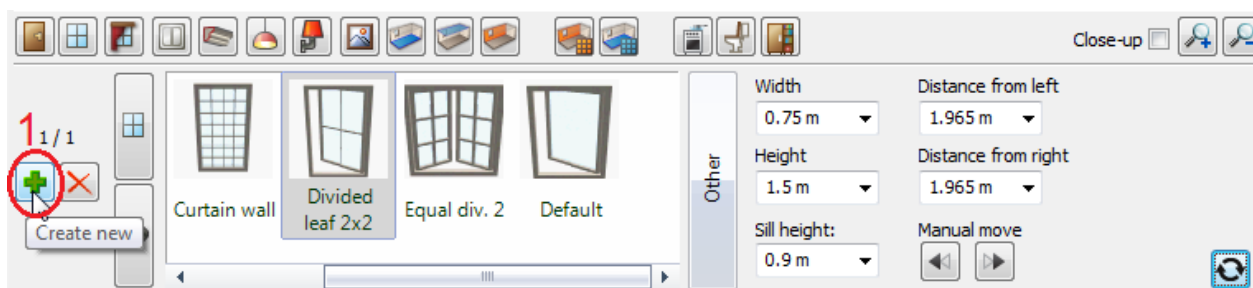 Close-up
1 1 / 1
Create new
Curtain wall
Divided
leaf 2x2
Equal div. 2
Default
Other
Width
0.75 m
Distance from left
1.965 m
Height
1.5 m
Distance from right
1.965 m
Sill height:
0.9 m
Manual move